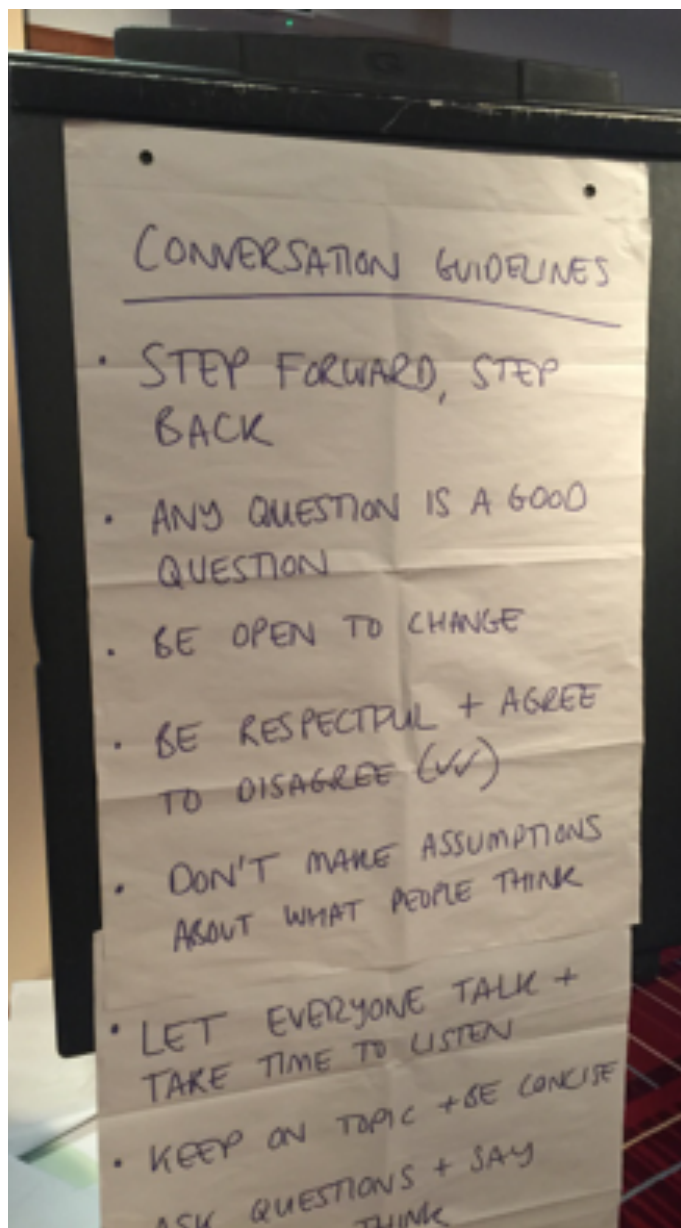 CONVERSATION GUIDELINES
• STEP FORWARD, STEP
BACK
• ANY QUESTION IS A GOOD
QUESTION
• BE OPEN TO CHANGE
• BE RESPECTFUL + AGREE
TO DISAGREE (✓✓)
• DON'T MAKE ASSUMPTIONS
ABOUT WHAT PEOPLE THINK
• LET EVERYONE TALK +
TAKE TIME TO LISTEN
• KEEP ON TOPIC + BE CONCISE
ASK QUESTIONS + SAY
THINK